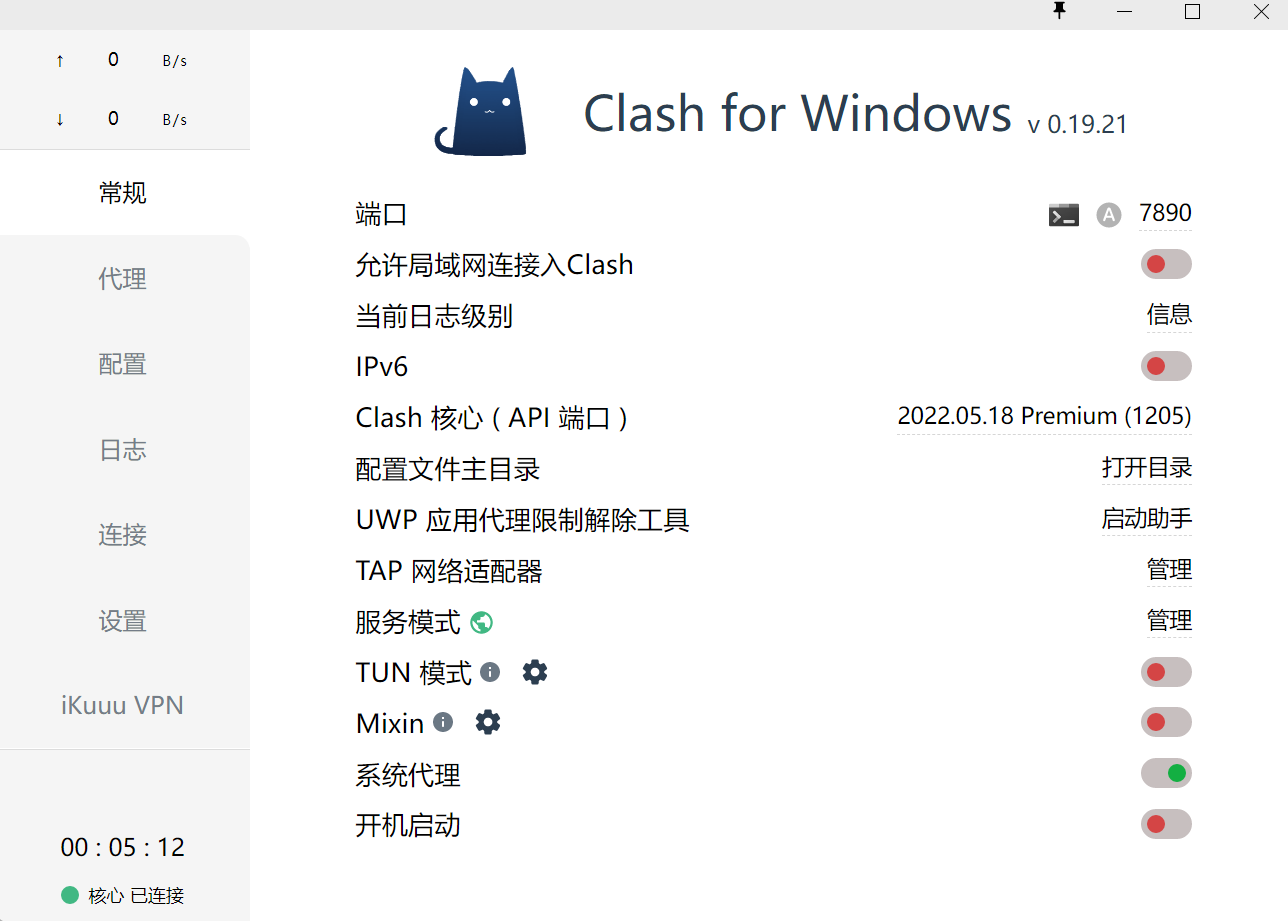 ↑ 0 B/s
↓ 0 B/s
常规
代理
配置
日志
连接
设置
iKuuu VPN
00 : 05 : 12
核心 已连接
Clash for Windows v 0.19.21
端口 A 7890
允许局域网连接入Clash
当前日志级别 信息
IPv6
Clash 核心 ( API 端口 ) 2022.05.18 Premium (1205)
配置文件主目录 打开目录
UWP 应用代理限制解除工具 启动助手
TAP 网络适配器 管理
服务模式 管理
TUN 模式
Mixin
系统代理
开机启动